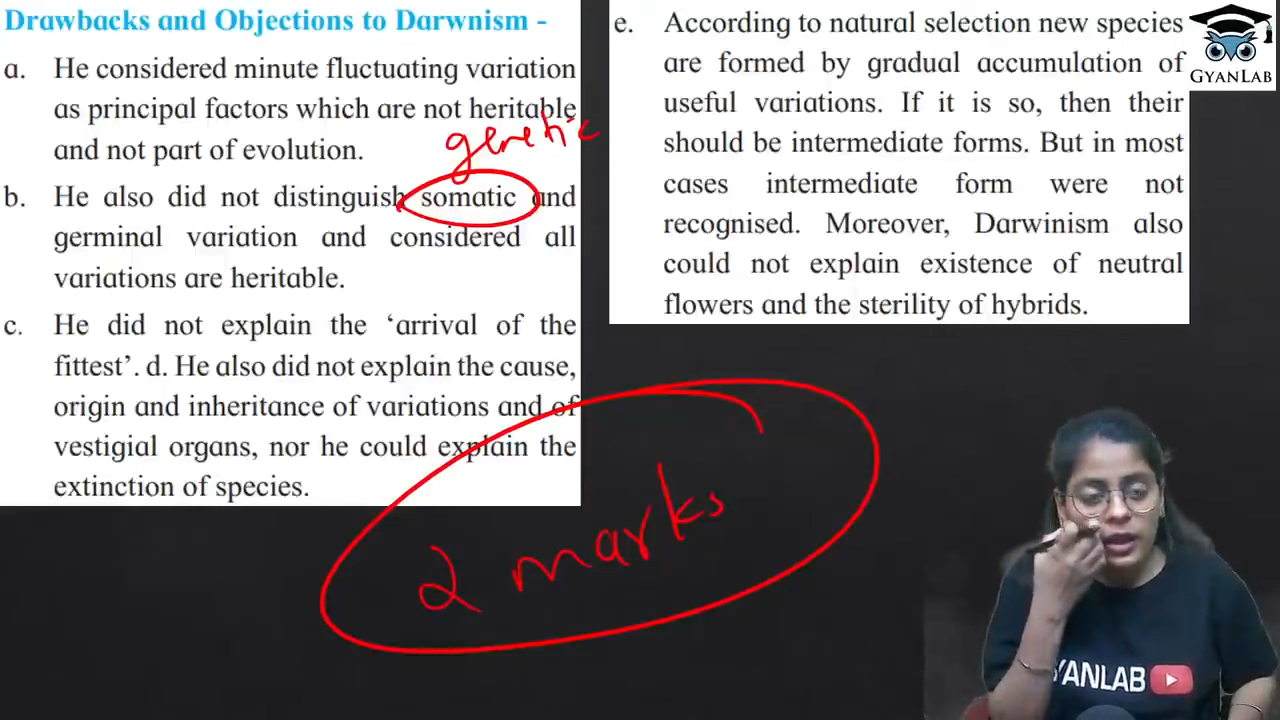 Drawbacks and Objections to Darwnism -
a. He considered minute fluctuating variation
as principal factors which are not heritable
and not part of evolution.
genetic
b. He also did not distinguish somatic and
germinal variation and considered all
variations are heritable.
c. He did not explain the ‘arrival of the
fittest’. d. He also did not explain the cause,
origin and inheritance of variations and of
vestigial organs, nor he could explain the
extinction of species.
e. According to natural selection new species
are formed by gradual accumulation of
useful variations. If it is so, then their
should be intermediate forms. But in most
cases intermediate form were not
recognised. Moreover, Darwinism also
could not explain existence of neutral
flowers and the sterility of hybrids.
2 marks
GYANLAB
YANLAB